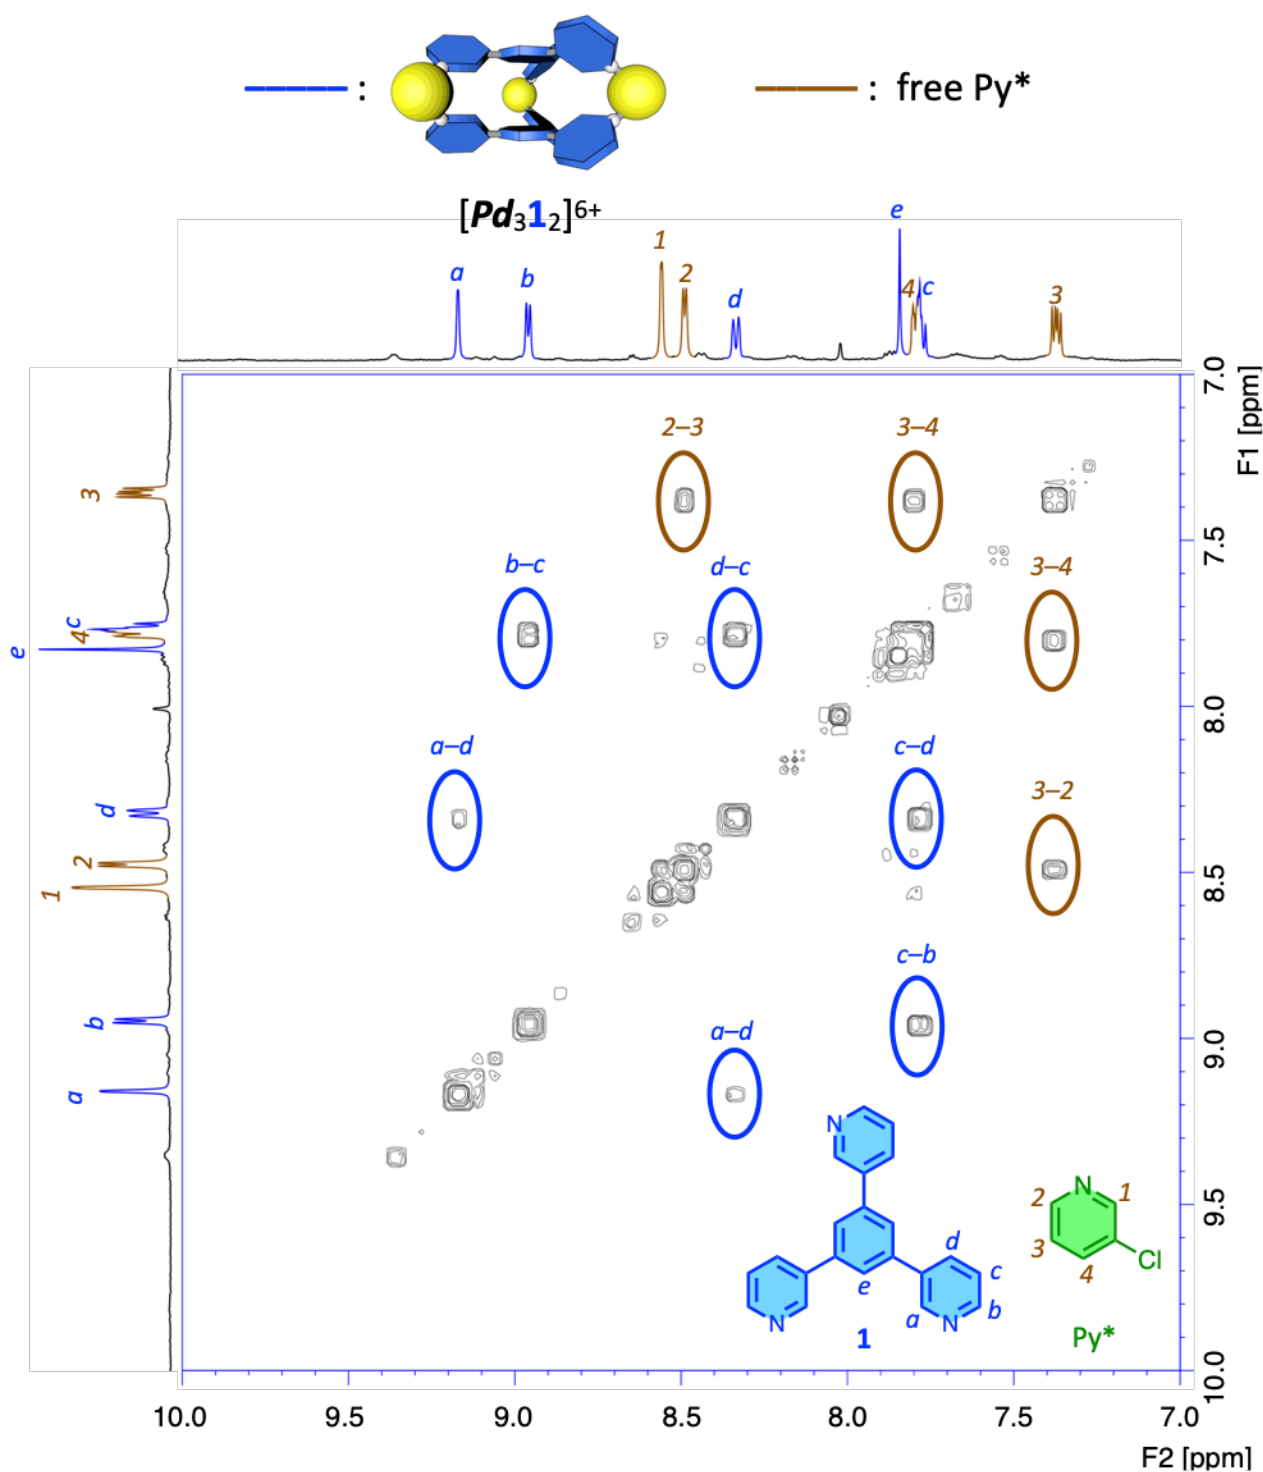 : : free Py*
[Pd₃1₂]⁶⁺
a b 1 2 d e 4 c 3
7.0
F1 [ppm]
2–3 3–4
3
7.5
b–c d–c 3–4
c
4
e
8.0
a–d c–d
3–2
d
2
8.5
1
c–b
b
9.0
a–d
a
N
2 N 1
9.5
3 Cl
4
d
c
e
a b
N N
1 Py*
10.0
10.0 9.5 9.0 8.5 8.0 7.5 7.0
F2 [ppm]